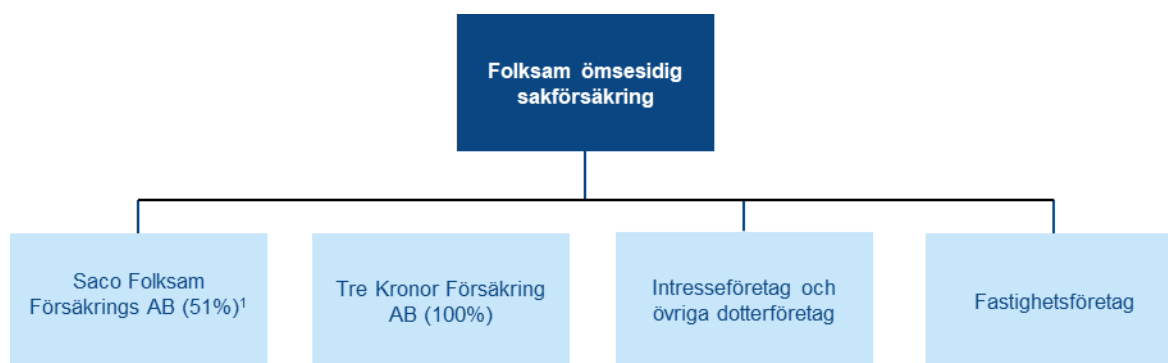 Folksam ömsesidig
sakförsäkring
Saco Folksam
Försäkrings AB (51%)¹
Tre Kronor Försäkring
AB (100%)
Intresseföretag och
övriga dotterföretag
Fastighetsföretag